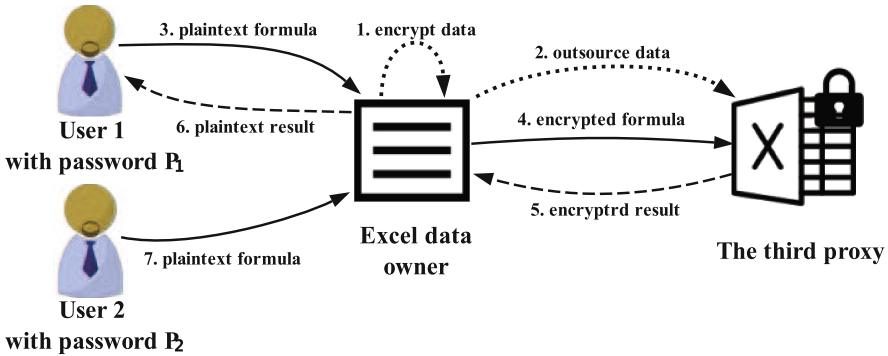 3. plaintext formula
1. encrypt data
2. outsource data
6. plaintext result
4. encrypted formula
User 1
with password P1
5. encryptrd result
X
7. plaintext formula
Excel data
owner
The third proxy
User 2
with password P2